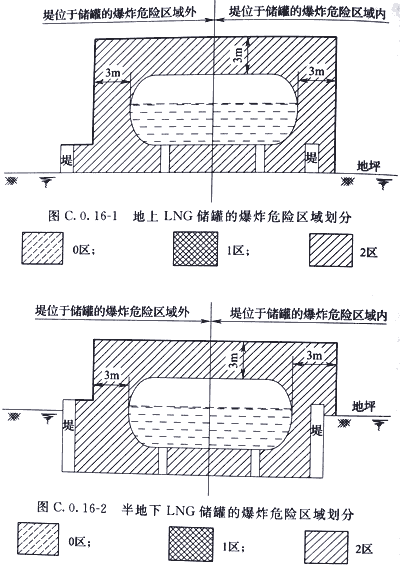 堤位于储罐的爆炸危险区域外 堤位于储罐的爆炸危险区域内
3m
3m 3m
堤 堤 地坪
图 C.0.16-1 地上 LNG 储罐的爆炸危险区域划分
0区； 1区； 2区
堤位于储罐的爆炸危险区域外 堤位于储罐的爆炸危险区域内
3m
3m 3m
地坪
堤 堤
图 C.0.16-2 半地下 LNG 储罐的爆炸危险区域划分
0区； 1区； 2区